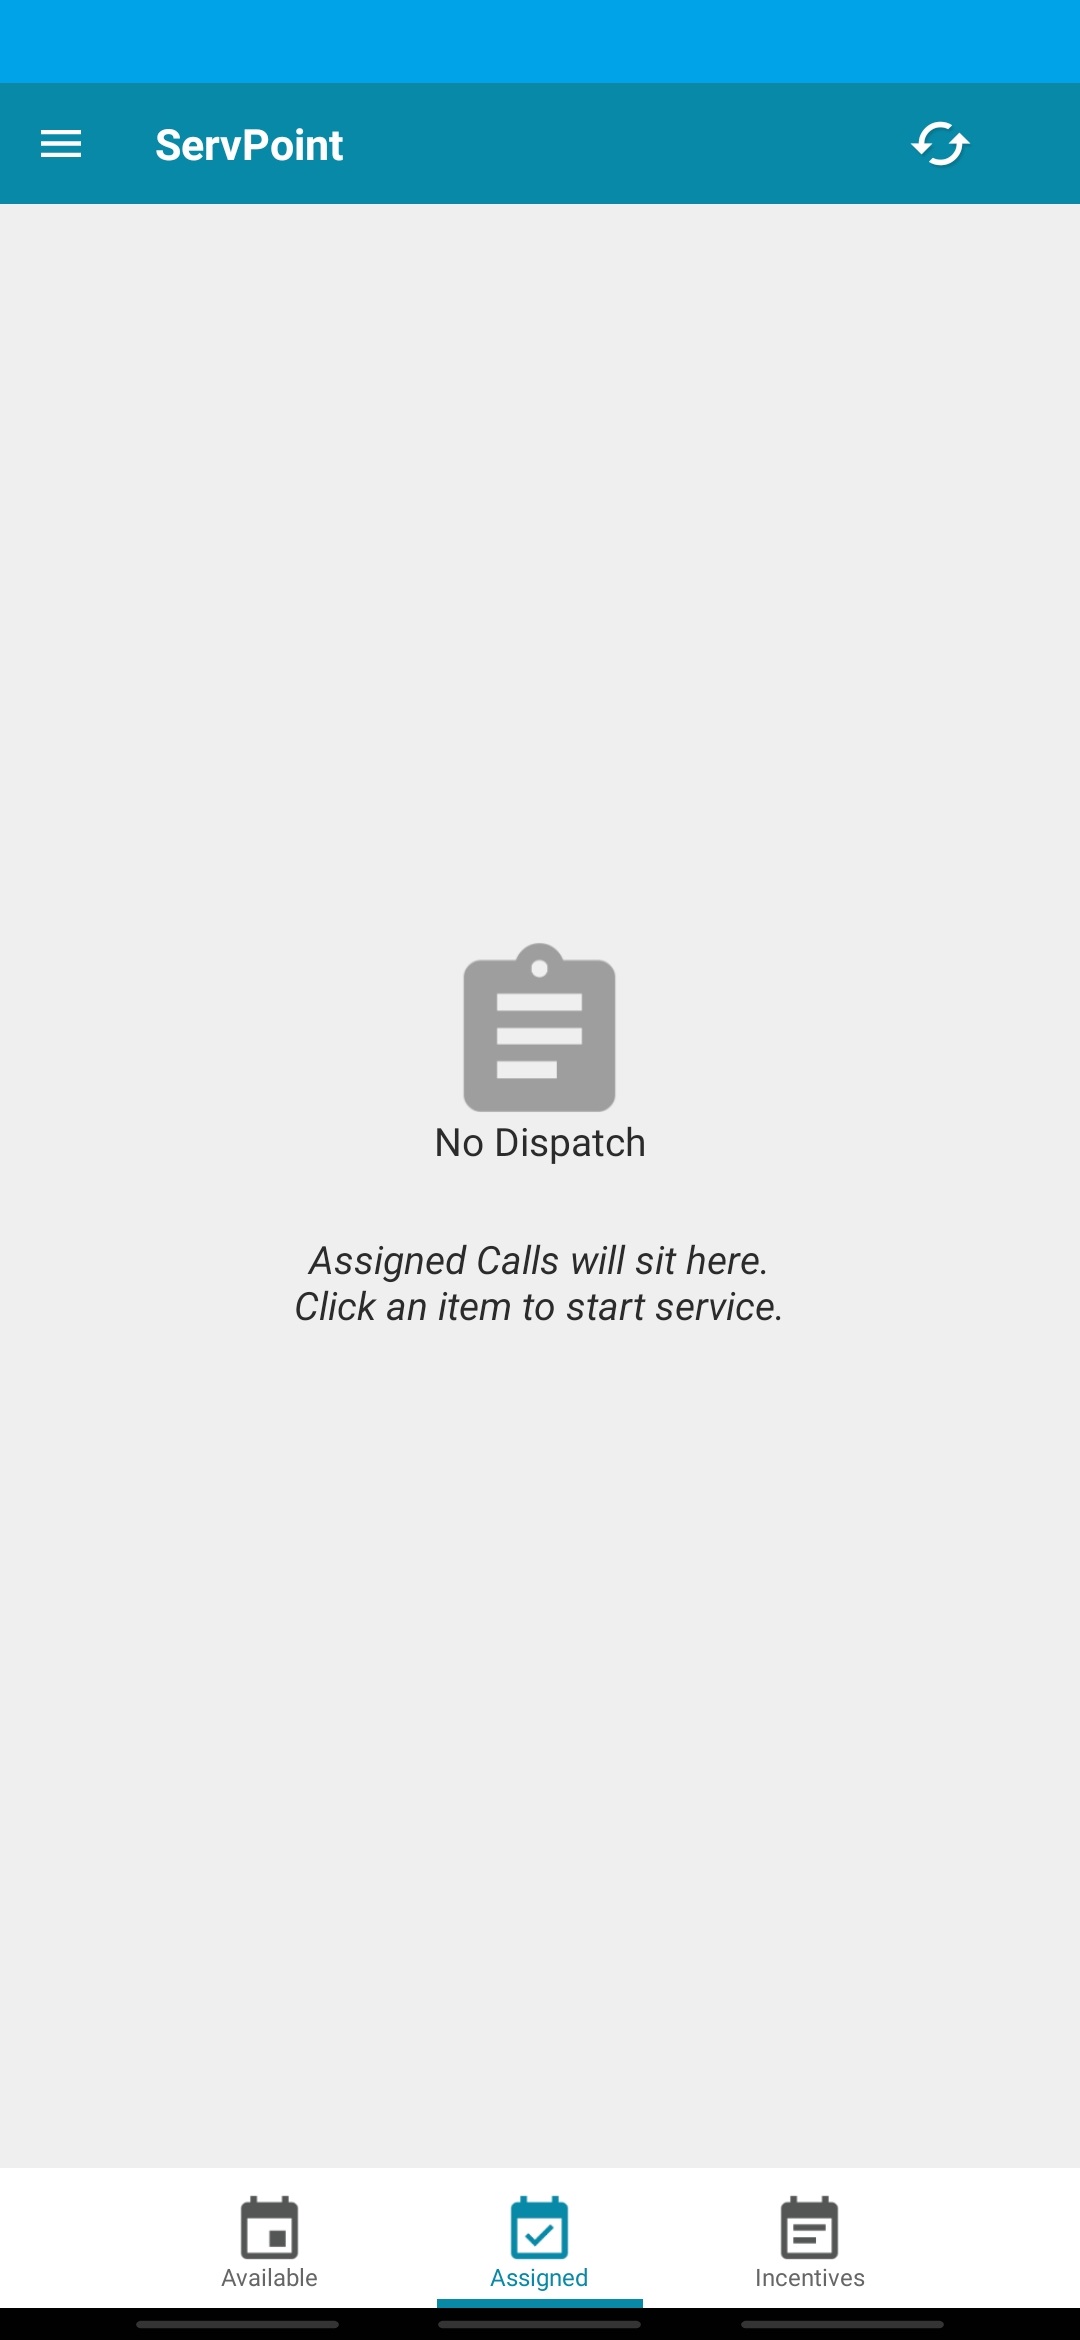 ServPoint
No Dispatch
Assigned Calls will sit here.
Click an item to start service.
Available
Assigned
Incentives